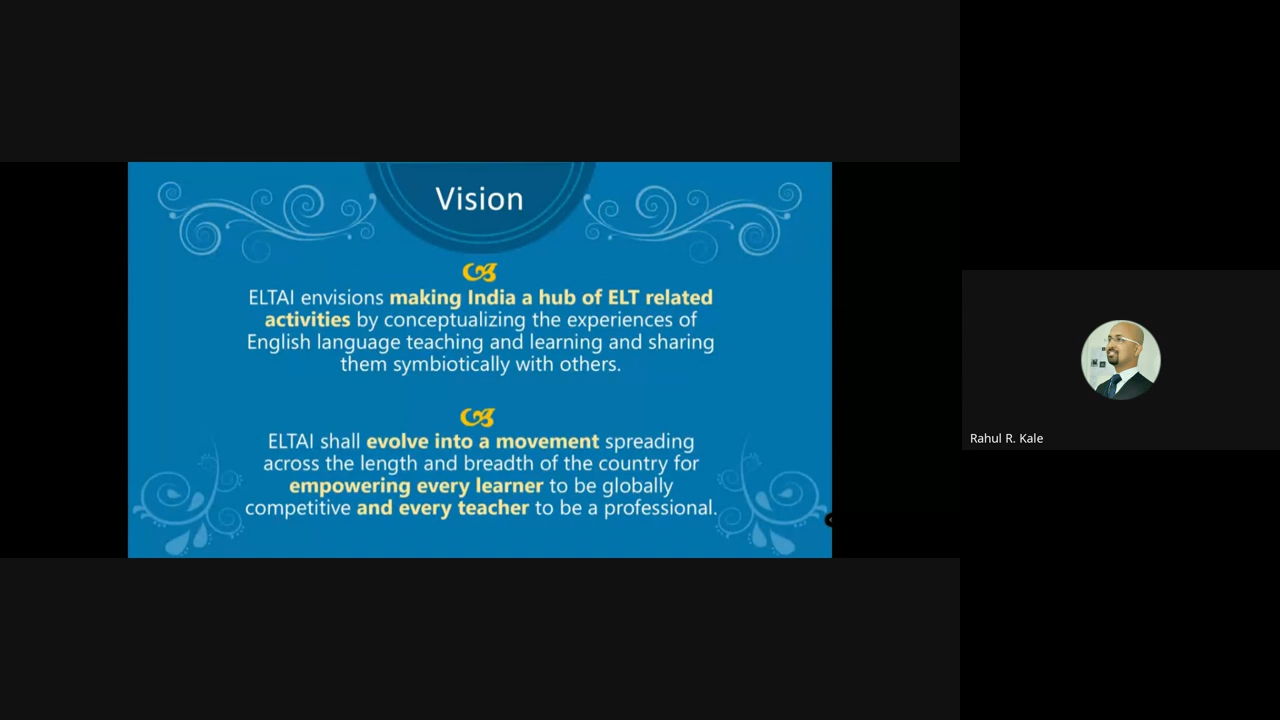 Vision
ELTAI envisions making India a hub of ELT related
activities by conceptualizing the experiences of
English language teaching and learning and sharing
them symbiotically with others.
ELTAI shall evolve into a movement spreading
across the length and breadth of the country for
empowering every learner to be globally
competitive and every teacher to be a professional.
Rahul R. Kale